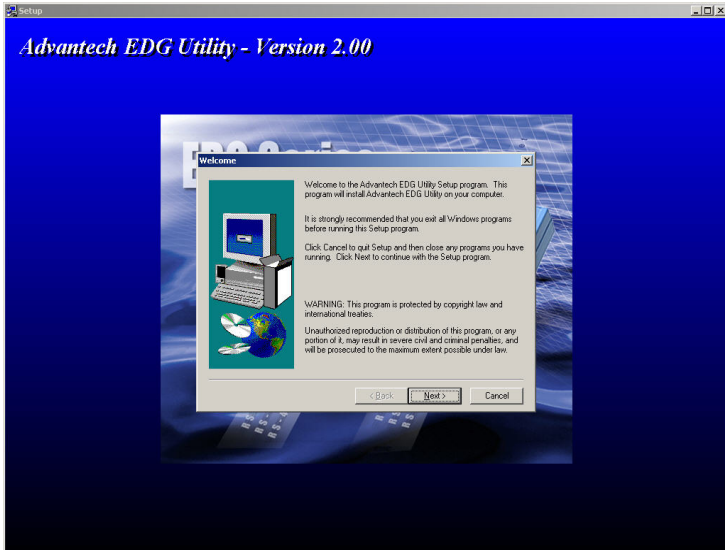 Setup
Advantech EDG Utility - Version 2.00
Welcome
Welcome to the Advantech EDG Utility Setup program. This
program will install Advantech EDG Utility on your computer.
It is strongly recommended that you exit all Windows programs
before running this Setup program.
Click Cancel to quit Setup and then close any programs you have
running. Click Next to continue with the Setup program.
WARNING: This program is protected by copyright law and
international treaties.
Unauthorized reproduction or distribution of this program, or any
portion of it, may result in severe civil and criminal penalties, and
will be prosecuted to the maximum extent possible under law.
< Back
Next >
Cancel